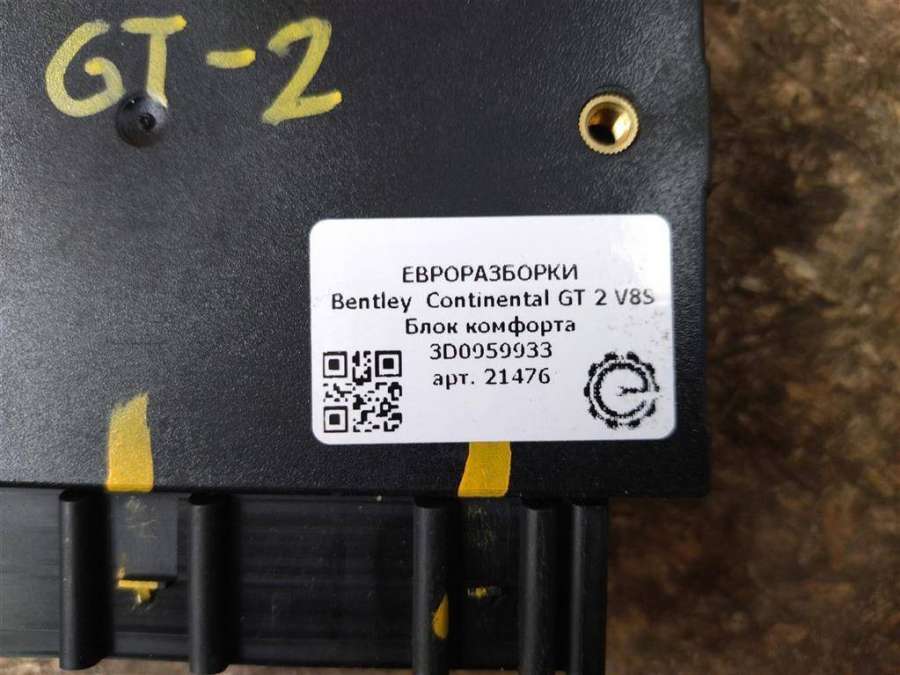 GT-2
ЕВРОРАЗБОРКИ
Bentley Continental GT 2 V8S
Блок комфорта
3D0959933
арт. 21476